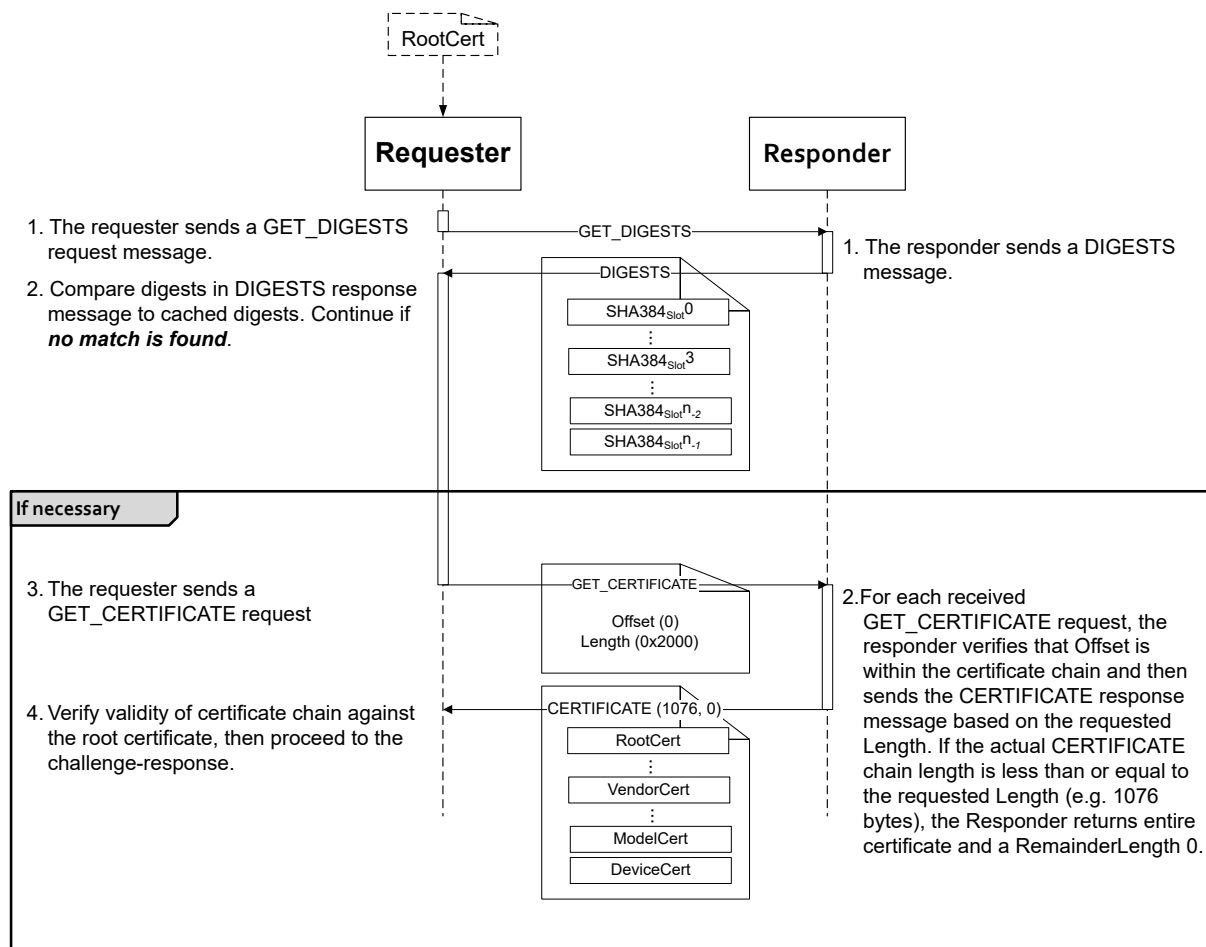 RootCert
Requester
Responder
1. The requester sends a GET_DIGESTS
request message.
2. Compare digests in DIGESTS response
message to cached digests. Continue if
no match is found.
GET_DIGESTS
1. The responder sends a DIGESTS
message.
DIGESTS
SHA384Slot0
⋮
SHA384Slot3
⋮
SHA384Slotn-2
SHA384Slotn-1
If necessary
3. The requester sends a
GET_CERTIFICATE request
GET_CERTIFICATE
Offset (0)
Length (0x2000)
2.For each received
GET_CERTIFICATE request, the
responder verifies that Offset is
within the certificate chain and then
sends the CERTIFICATE response
message based on the requested
Length. If the actual CERTIFICATE
chain length is less than or equal to
the requested Length (e.g. 1076
bytes), the Responder returns entire
certificate and a RemainderLength 0.
4. Verify validity of certificate chain against
the root certificate, then proceed to the
challenge-response.
CERTIFICATE (1076, 0)
RootCert
⋮
VendorCert
⋮
ModelCert
DeviceCert